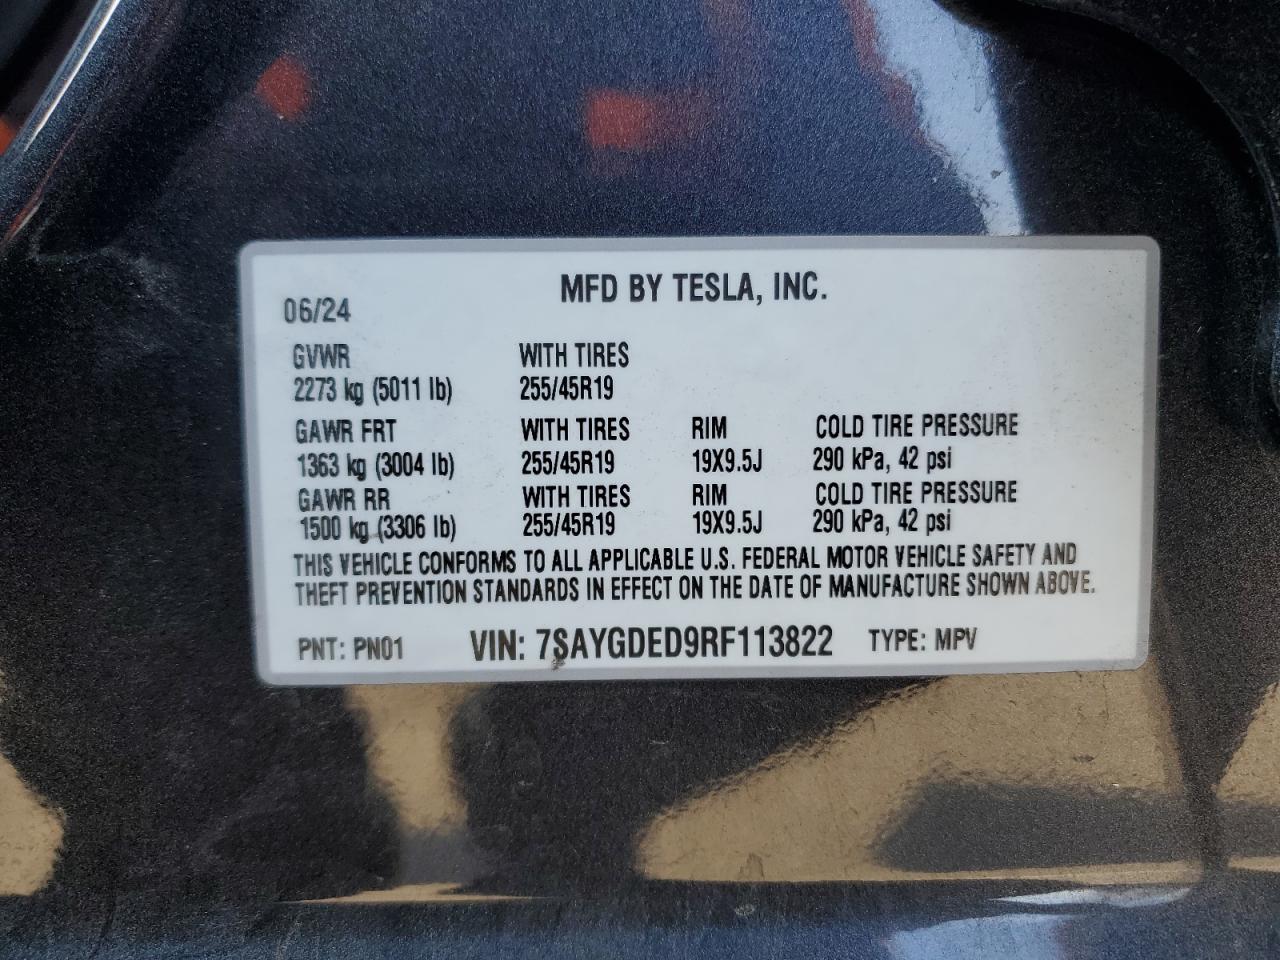 MFD BY TESLA, INC.
06/24
GVWR WITH TIRES
2273 kg (5011 lb) 255/45R19
GAWR FRT WITH TIRES RIM COLD TIRE PRESSURE
1363 kg (3004 lb) 255/45R19 19X9.5J 290 kPa, 42 psi
GAWR RR WITH TIRES RIM COLD TIRE PRESSURE
1500 kg (3306 lb) 255/45R19 19X9.5J 290 kPa, 42 psi
THIS VEHICLE CONFORMS TO ALL APPLICABLE U.S. FEDERAL MOTOR VEHICLE SAFETY AND
THEFT PREVENTION STANDARDS IN EFFECT ON THE DATE OF MANUFACTURE SHOWN ABOVE.
PNT: PN01 VIN: 7SAYGDED9RF113822 TYPE: MPV